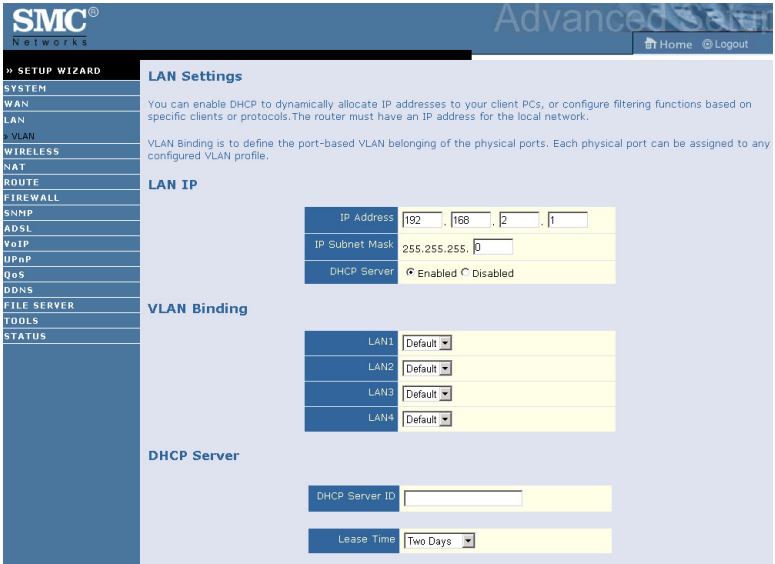 SMC®
Networks
Advanced Setup
Home Logout
» SETUP WIZARD
SYSTEM
WAN
LAN
» VLAN
WIRELESS
NAT
ROUTE
FIREWALL
SNMP
ADSL
VoIP
UPnP
QoS
DDNS
FILE SERVER
TOOLS
STATUS
LAN Settings
You can enable DHCP to dynamically allocate IP addresses to your client PCs, or configure filtering functions based on
specific clients or protocols.The router must have an IP address for the local network.
VLAN Binding is to define the port-based VLAN belonging of the physical ports. Each physical port can be assigned to any
configured VLAN profile.
LAN IP
IP Address 192 . 168 . 2 . 1
IP Subnet Mask 255.255.255. 0
DHCP Server Enabled Disabled
VLAN Binding
LAN1 Default
LAN2 Default
LAN3 Default
LAN4 Default
DHCP Server
DHCP Server ID
Lease Time Two Days